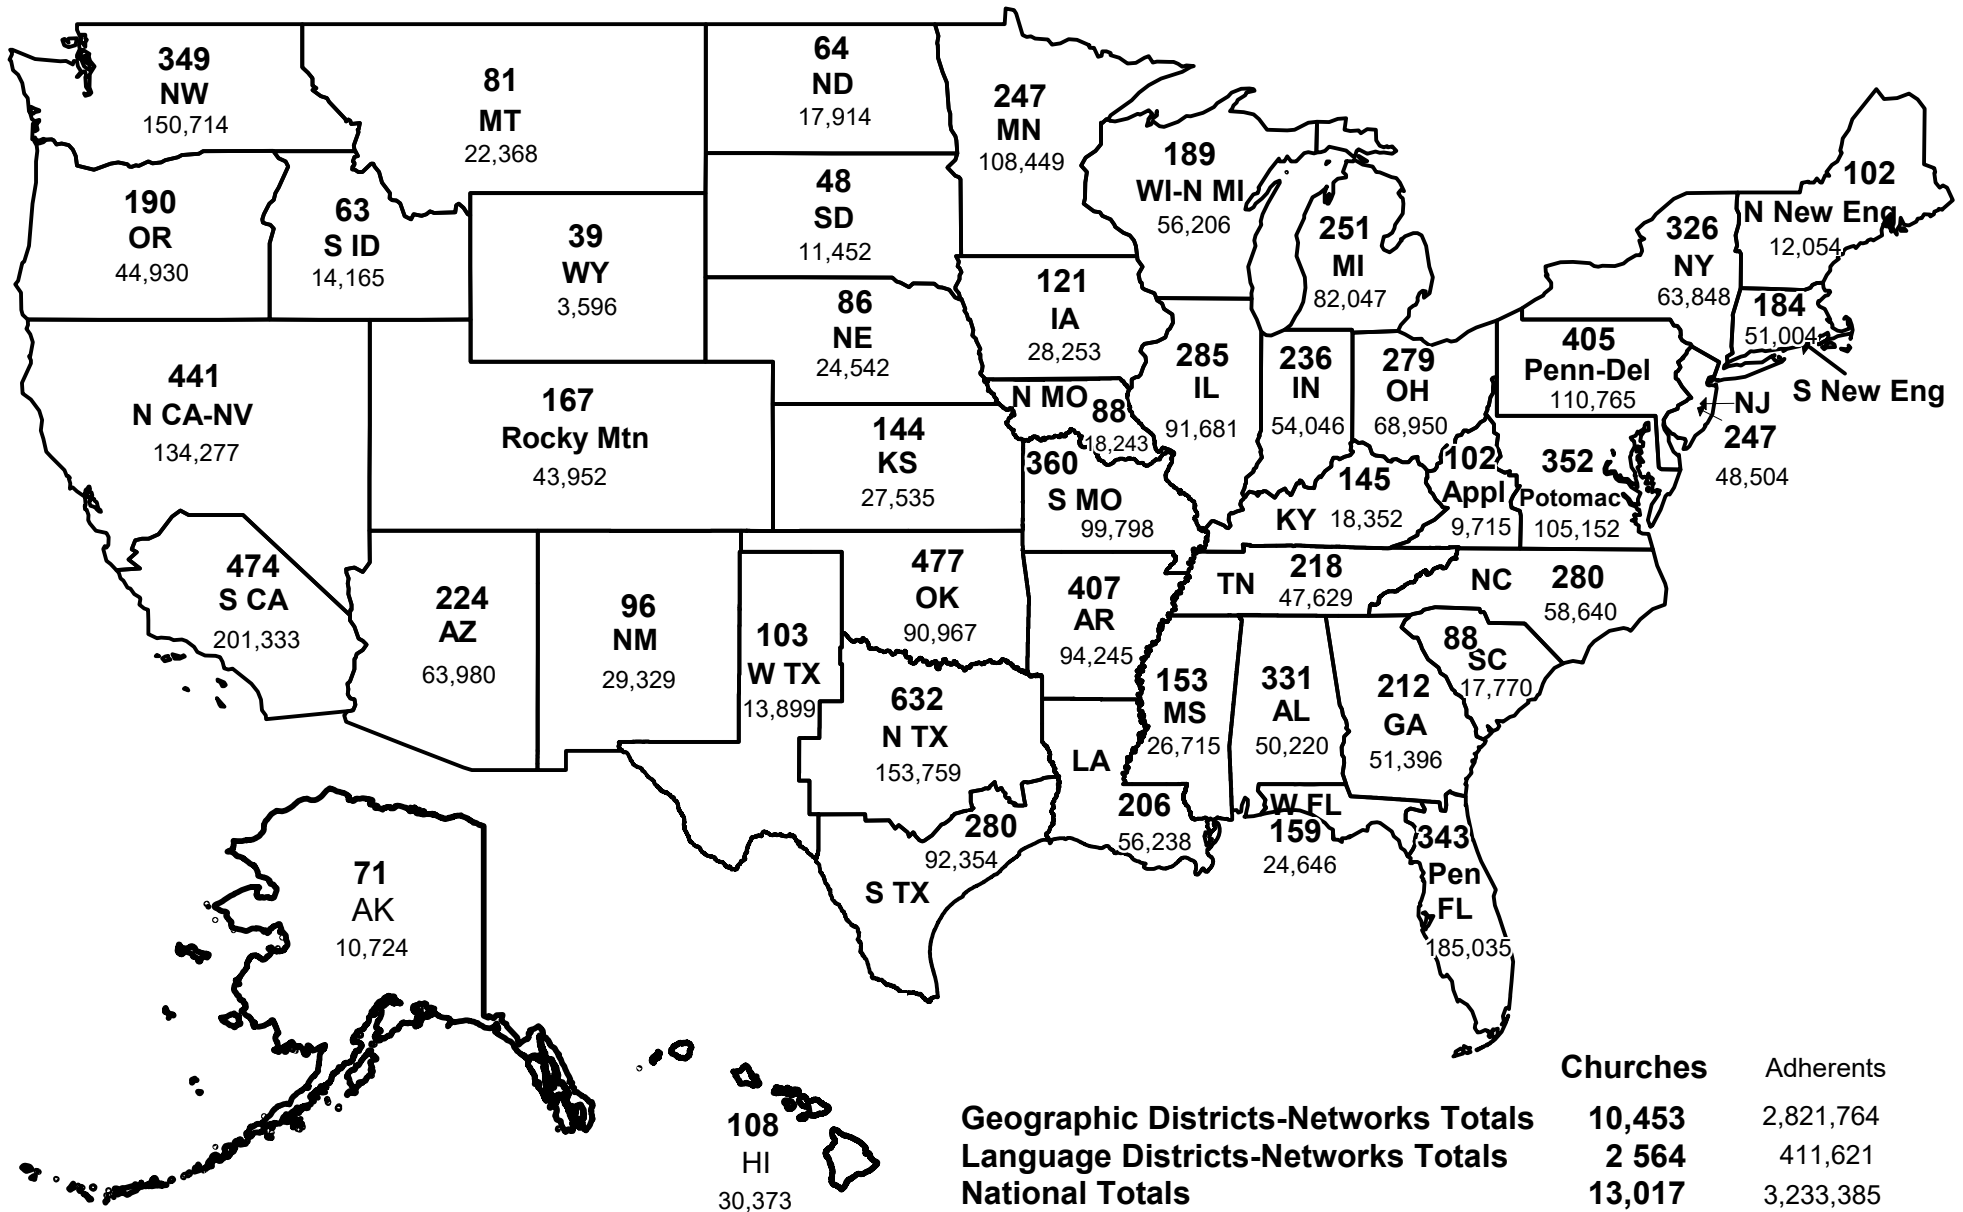 349
NW
150,714
81
MT
22,368
64
ND
17,914
247
MN
108,449
189
WI-N MI
56,206
102
N New Eng
12,054
190
OR
44,930
63
S ID
14,165
39
WY
3,596
48
SD
11,452
251
MI
82,047
326
NY
63,848
86
NE
24,542
121
IA
28,253
184
51,004
S New Eng
441
N CA-NV
134,277
167
Rocky Mtn
43,952
144
KS
27,535
N MO
88
18,243
285
IL
91,681
236
IN
54,046
279
OH
68,950
405
Penn-Del
110,765
NJ
247
48,504
360
S MO
99,798
145
KY 18,352
102
Appl
9,715
352
Potomac
105,152
474
S CA
201,333
224
AZ
63,980
96
NM
29,329
103
W TX
13,899
477
OK
90,967
407
AR
94,245
218
TN
47,629
NC 280
58,640
632
N TX
153,759
LA
206
56,238
153
MS
26,715
331
AL
50,220
212
GA
51,396
88
SC
17,770
280
92,354
S TX
W FL
159
24,646
343
Pen
FL
185,035
71
AK
10,724
108
HI
30,373
Churches Adherents
Geographic Districts-Networks Totals 10,453 2,821,764
Language Districts-Networks Totals 2 564 411,621
National Totals 13,017 3,233,385